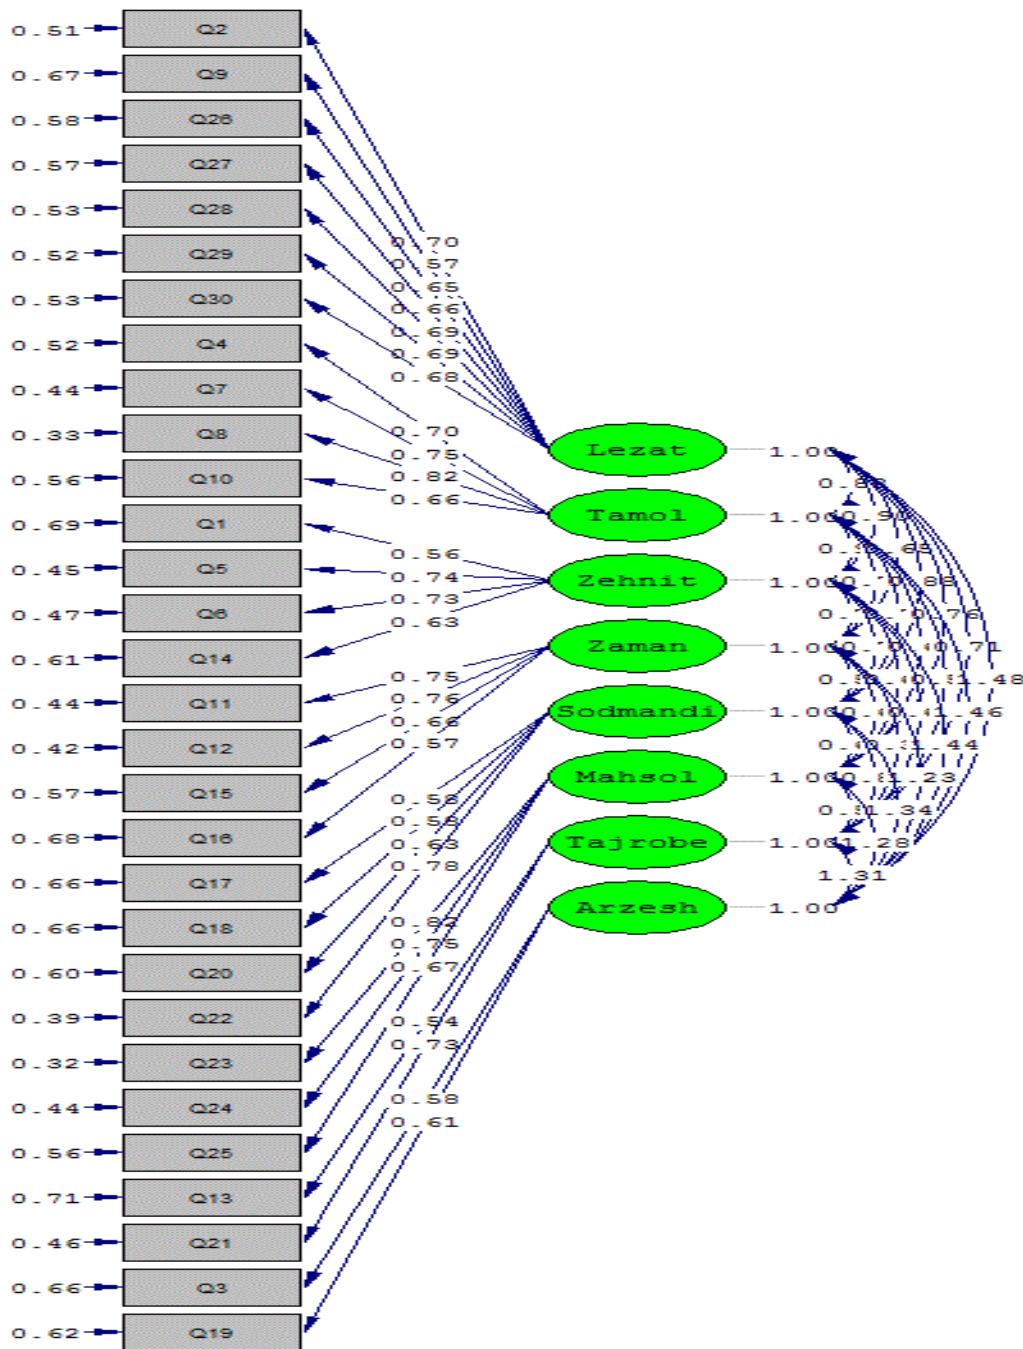 0.51 Q2
0.67 Q9
0.58 Q26
0.57 Q27
0.53 Q28
0.52 Q29
0.53 Q30
0.52 Q4
0.44 Q7
0.33 Q8
0.56 Q10
0.69 Q1
0.45 Q5
0.47 Q6
0.61 Q14
0.44 Q11
0.42 Q12
0.57 Q15
0.68 Q16
0.66 Q17
0.66 Q18
0.60 Q20
0.39 Q22
0.32 Q23
0.44 Q24
0.56 Q25
0.71 Q13
0.46 Q21
0.66 Q3
0.62 Q19
0.70
0.57
0.65
0.66
0.69
0.69
0.68
0.70
0.75
0.82
0.66
0.56
0.74
0.73
0.63
0.75
0.76
0.66
0.57
0.58
0.58
0.63
0.78
0.82
0.75
0.67
0.54
0.73
0.58
0.61
Lezat 1.00
Tamol 1.00
Zehnit 1.00
Zaman 1.00
Sodmandi 1.00
Mahsol 1.00
Tajrobe 1.00
Arzesh 1.00
0.88
0.76
0.71
1.48
1.46
1.44
1.23
1.34
1.28
1.31